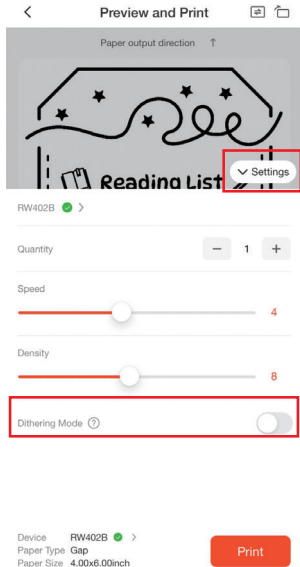 Preview and Print
Paper output direction ↑
Reading List
Settings
RW402B
Quantity
1
Speed
4
Density
8
Dithering Mode ?
Device RW402B
Paper Type Gap
Paper Size 4.00x6.00inch
Print